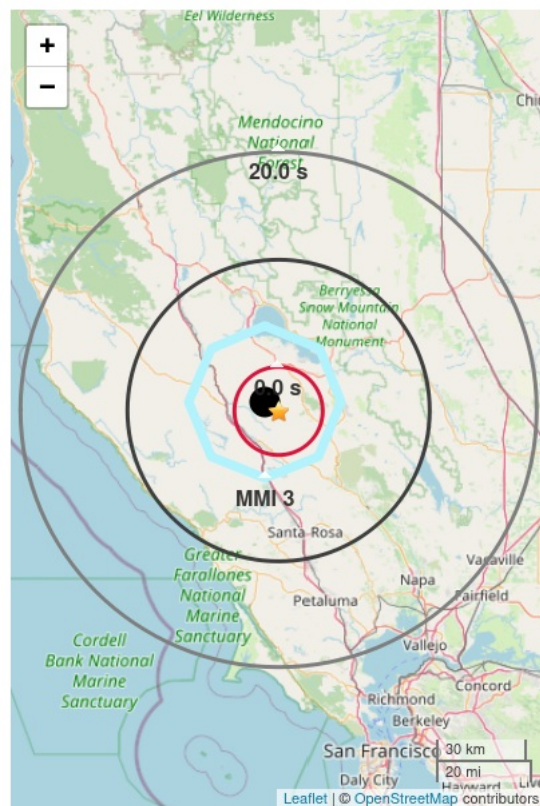 Eel Wilderness
+
−
Chi
Mendocino
National
Forest
20.0 s
Berryessa
Snow Mountain
National
Monument
0.0 s
MMI 3
Santa Rosa
Greater
Farallones
National
Marine
Sanctuary
Vacaville
Napa
Fairfield
Petaluma
Cordell
Bank National
Marine
Sanctuary
Vallejo
Concord
Richmond
Berkeley
San Francisco
30 km
20 mi
Daly City
Hayward
Live
Leaflet | © OpenStreetMap contributors